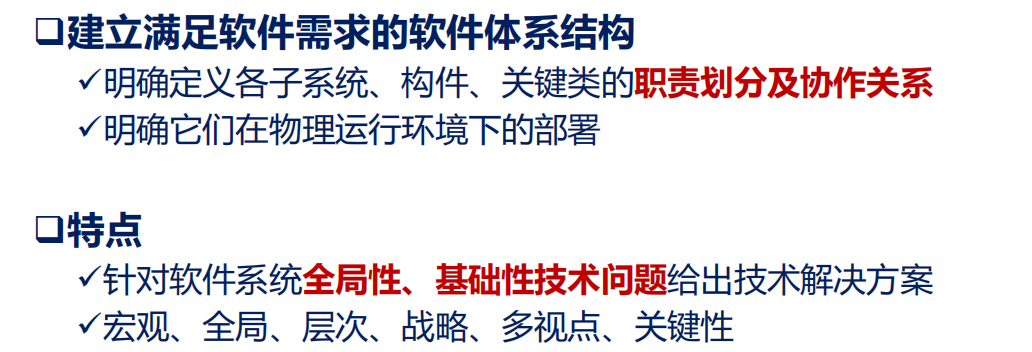 ❑建立满足软件需求的软件体系结构
✓明确定义各子系统、构件、关键类的职责划分及协作关系
✓明确它们在物理运行环境下的部署
❑特点
✓针对软件系统全局性、基础性技术问题给出技术解决方案
✓宏观、全局、层次、战略、多视点、关键性